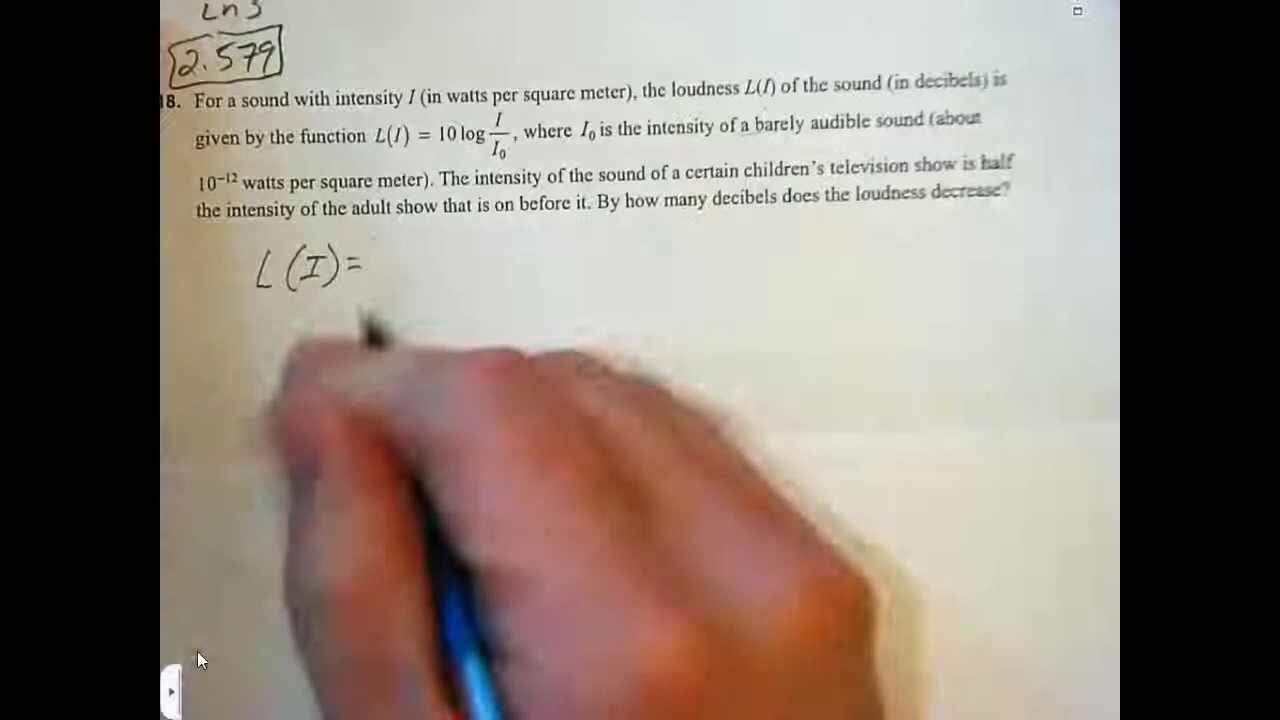 Ln 3
2.579
18. For a sound with intensity I (in watts per square meter), the loudness L(I) of the sound (in decibels) is
given by the function L(I) = 10 log I/I₀, where I₀ is the intensity of a barely audible sound (about
10⁻¹² watts per square meter). The intensity of the sound of a certain children's television show is half
the intensity of the adult show that is on before it. By how many decibels does the loudness decrease?
L (I) =